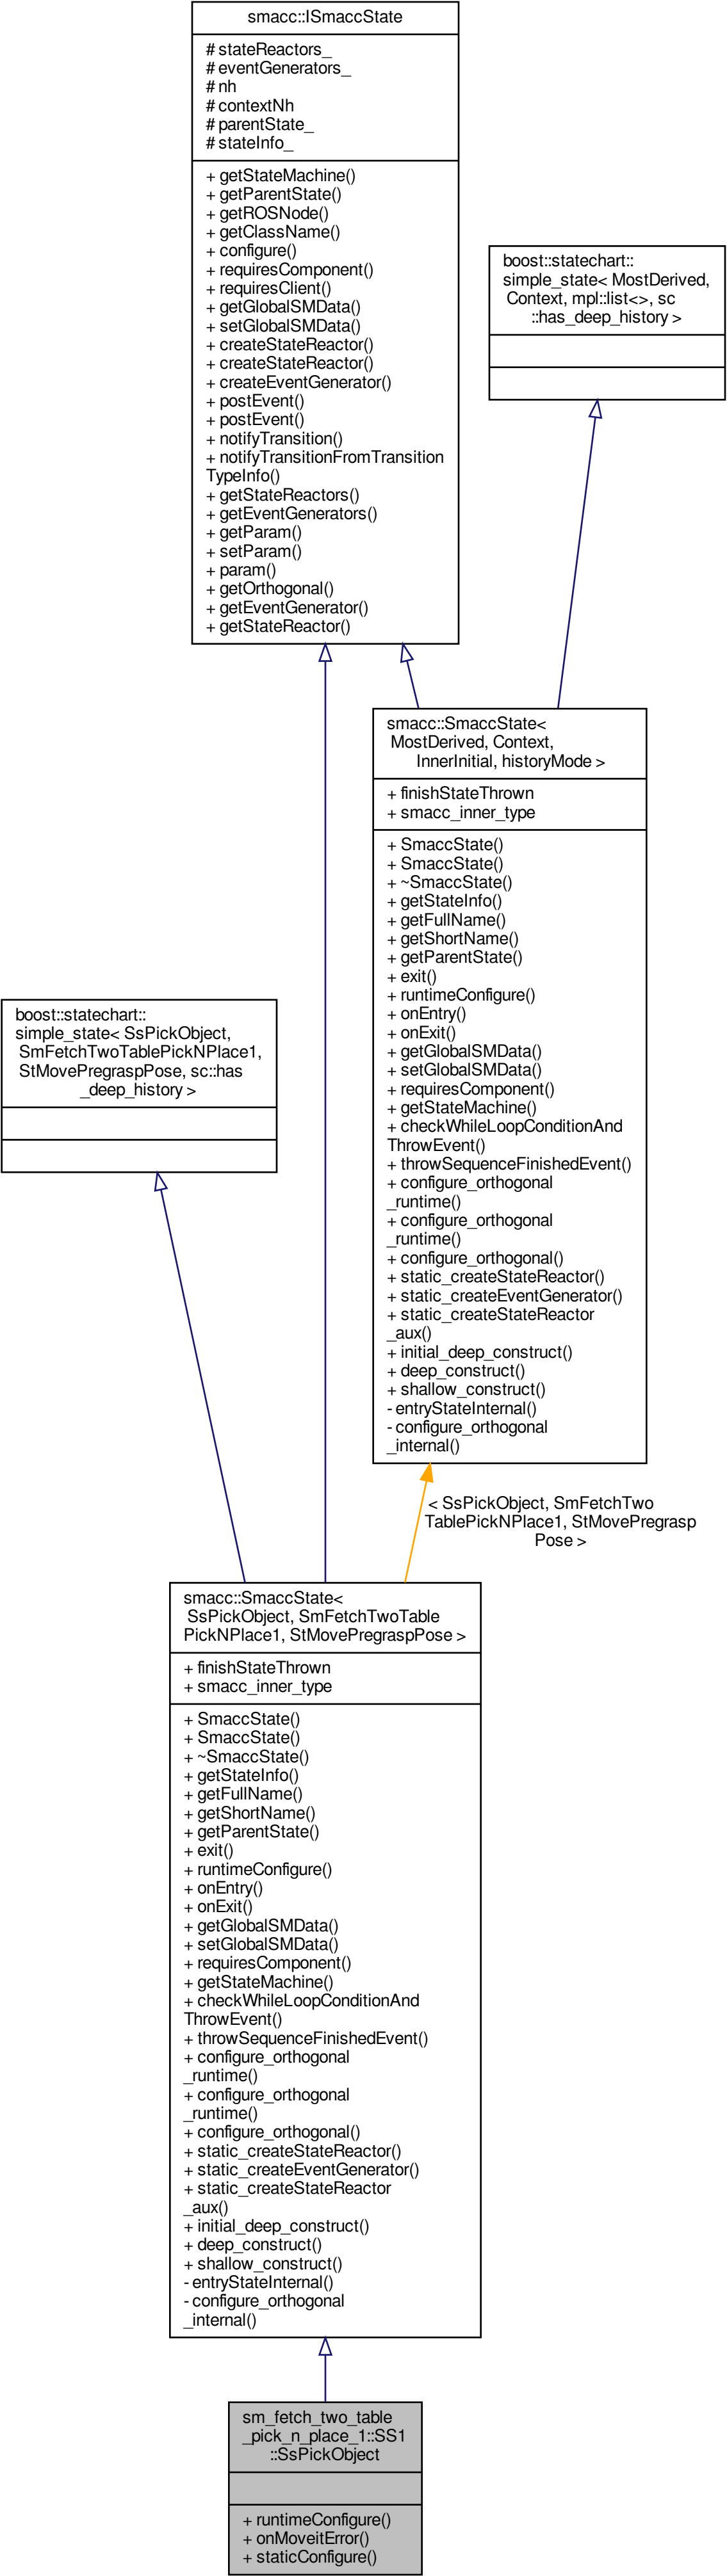 smacc::ISmaccState
# stateReactors_
# eventGenerators_
# nh
# contextNh
# parentState_
# stateInfo_
+ getStateMachine()
+ getParentState()
+ getROSNode()
+ getClassName()
+ configure()
+ requiresComponent()
+ requiresClient()
+ getGlobalSMData()
+ setGlobalSMData()
+ createStateReactor()
+ createStateReactor()
+ createEventGenerator()
+ postEvent()
+ postEvent()
+ notifyTransition()
+ notifyTransitionFromTransition
TypeInfo()
+ getStateReactors()
+ getEventGenerators()
+ getParam()
+ setParam()
+ param()
+ getOrthogonal()
+ getEventGenerator()
+ getStateReactor()
boost::statechart::
simple_state< MostDerived,
Context, mpl::list<>, sc
::has_deep_history >
smacc::SmaccState<
MostDerived, Context,
InnerInitial, historyMode >
+ finishStateThrown
+ smacc_inner_type
+ SmaccState()
+ SmaccState()
+ ~SmaccState()
+ getStateInfo()
+ getFullName()
+ getShortName()
+ getParentState()
+ exit()
+ runtimeConfigure()
+ onEntry()
+ onExit()
+ getGlobalSMData()
+ setGlobalSMData()
+ requiresComponent()
+ getStateMachine()
+ checkWhileLoopConditionAnd
ThrowEvent()
+ throwSequenceFinishedEvent()
+ configure_orthogonal
_runtime()
+ configure_orthogonal
_runtime()
+ configure_orthogonal()
+ static_createStateReactor()
+ static_createEventGenerator()
+ static_createStateReactor
_aux()
+ initial_deep_construct()
+ deep_construct()
+ shallow_construct()
- entryStateInternal()
- configure_orthogonal
_internal()
boost::statechart::
simple_state< SsPickObject,
SmFetchTwoTablePickNPlace1,
StMovePregraspPose, sc::has
_deep_history >
< SsPickObject, SmFetchTwo
TablePickNPlace1, StMovePregrasp
Pose >
smacc::SmaccState<
SsPickObject, SmFetchTwoTable
PickNPlace1, StMovePregraspPose >
+ finishStateThrown
+ smacc_inner_type
+ SmaccState()
+ SmaccState()
+ ~SmaccState()
+ getStateInfo()
+ getFullName()
+ getShortName()
+ getParentState()
+ exit()
+ runtimeConfigure()
+ onEntry()
+ onExit()
+ getGlobalSMData()
+ setGlobalSMData()
+ requiresComponent()
+ getStateMachine()
+ checkWhileLoopConditionAnd
ThrowEvent()
+ throwSequenceFinishedEvent()
+ configure_orthogonal
_runtime()
+ configure_orthogonal
_runtime()
+ configure_orthogonal()
+ static_createStateReactor()
+ static_createEventGenerator()
+ static_createStateReactor
_aux()
+ initial_deep_construct()
+ deep_construct()
+ shallow_construct()
- entryStateInternal()
- configure_orthogonal
_internal()
sm_fetch_two_table
_pick_n_place_1::SS1
::SsPickObject
+ runtimeConfigure()
+ onMoveitError()
+ staticConfigure()